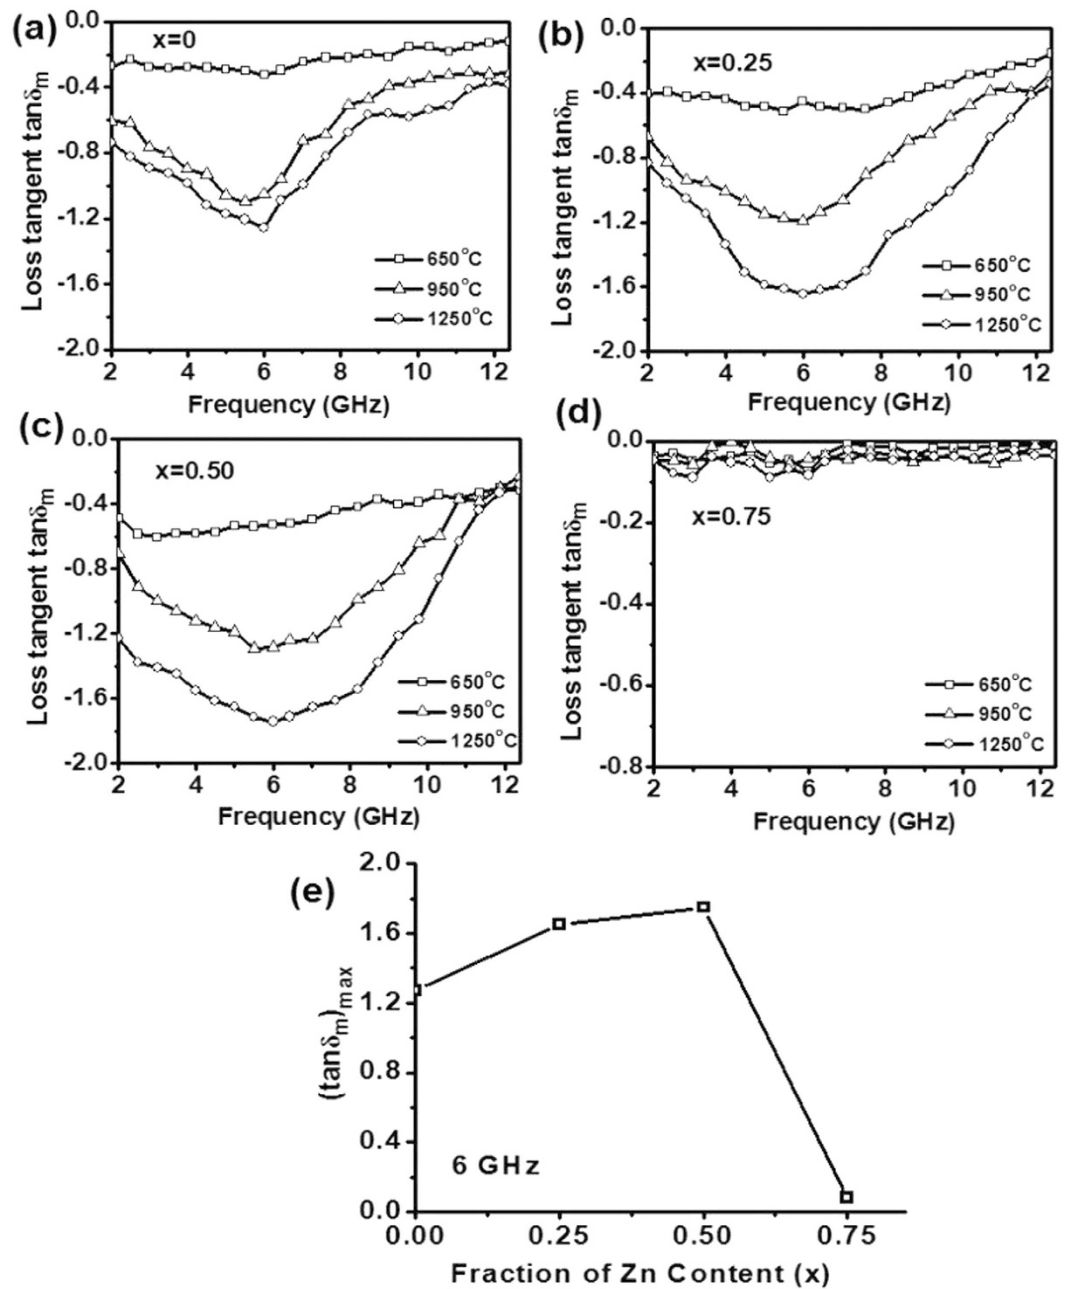 (a)
x=0
0.0
-0.4
-0.8
-1.2
-1.6
-2.0
Loss tangent tanδm
650°C
950°C
1250°C
2 4 6 8 10 12
Frequency (GHz)
(b)
x=0.25
0.0
-0.4
-0.8
-1.2
-1.6
-2.0
Loss tangent tanδm
650°C
950°C
1250°C
2 4 6 8 10 12
Frequency (GHz)
(c)
x=0.50
0.0
-0.4
-0.8
-1.2
-1.6
-2.0
Loss tangent tanδm
650°C
950°C
1250°C
2 4 6 8 10 12
Frequency (GHz)
(d)
x=0.75
0.0
-0.2
-0.4
-0.6
-0.8
Loss tangent tanδm
650°C
950°C
1250°C
2 4 6 8 10 12
Frequency (GHz)
(e)
2.0
1.6
1.2
0.8
0.4
0.0
(tanδm)max
6 GHz
0.00 0.25 0.50 0.75
Fraction of Zn Content (x)